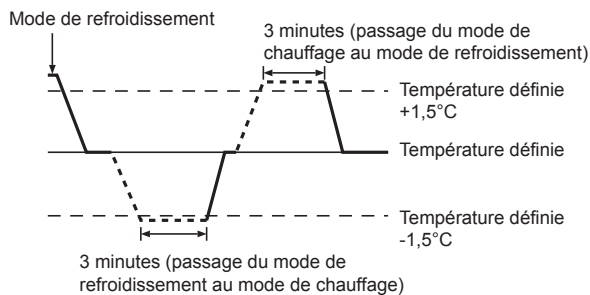 Mode de refroidissement
3 minutes (passage du mode de
chauffage au mode de refroidissement)
Température définie
+1,5°C
Température définie
Température définie
-1,5°C
3 minutes (passage du mode de
refroidissement au mode de chauffage)